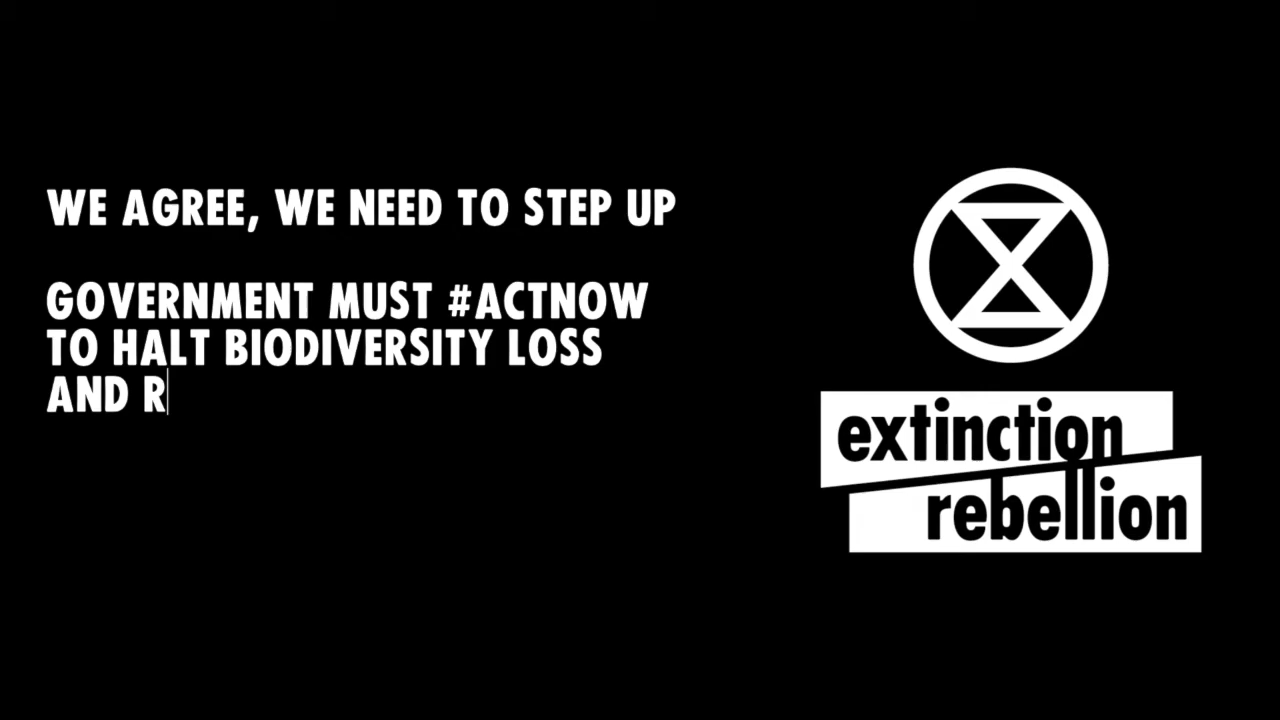 WE AGREE, WE NEED TO STEP UP
GOVERNMENT MUST #ACTNOW
TO HALT BIODIVERSITY LOSS
AND R
extinction
rebellion